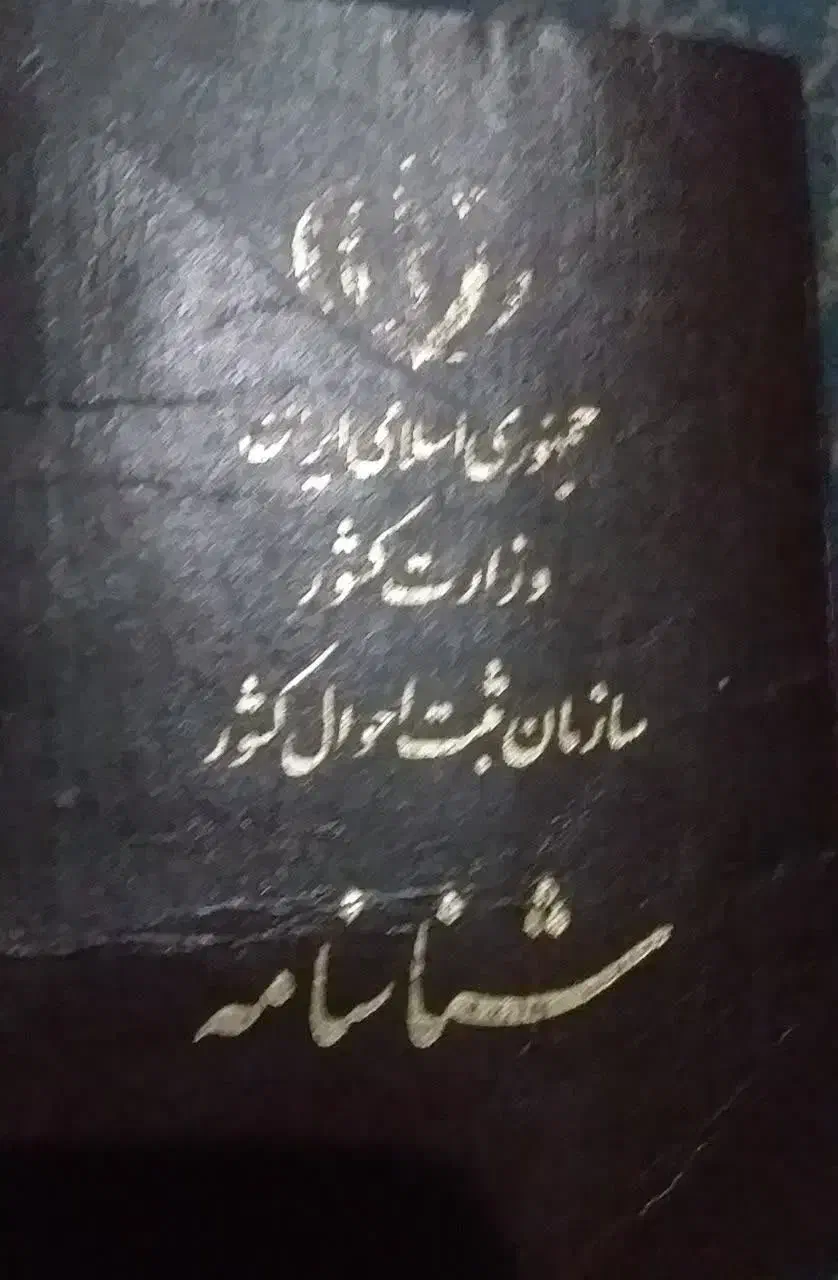 جمهوری اسلامی ایران
وزارت کشور
سازمان ثبت احوال کشور
شناسنامه